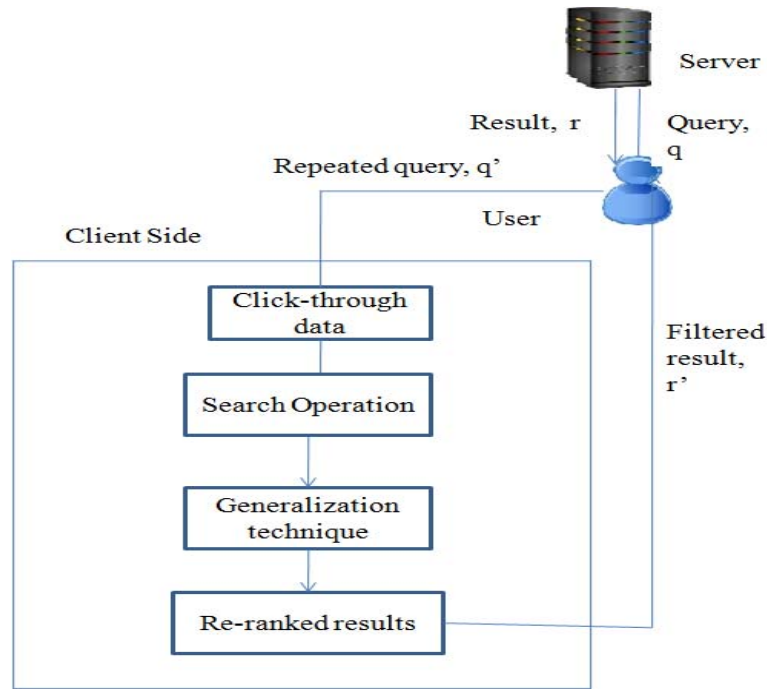 Server
Result, r
Query,
q
Repeated query, q’
User
Client Side
Click-through
data
Filtered
result,
r’
Search Operation
Generalization
technique
Re-ranked results